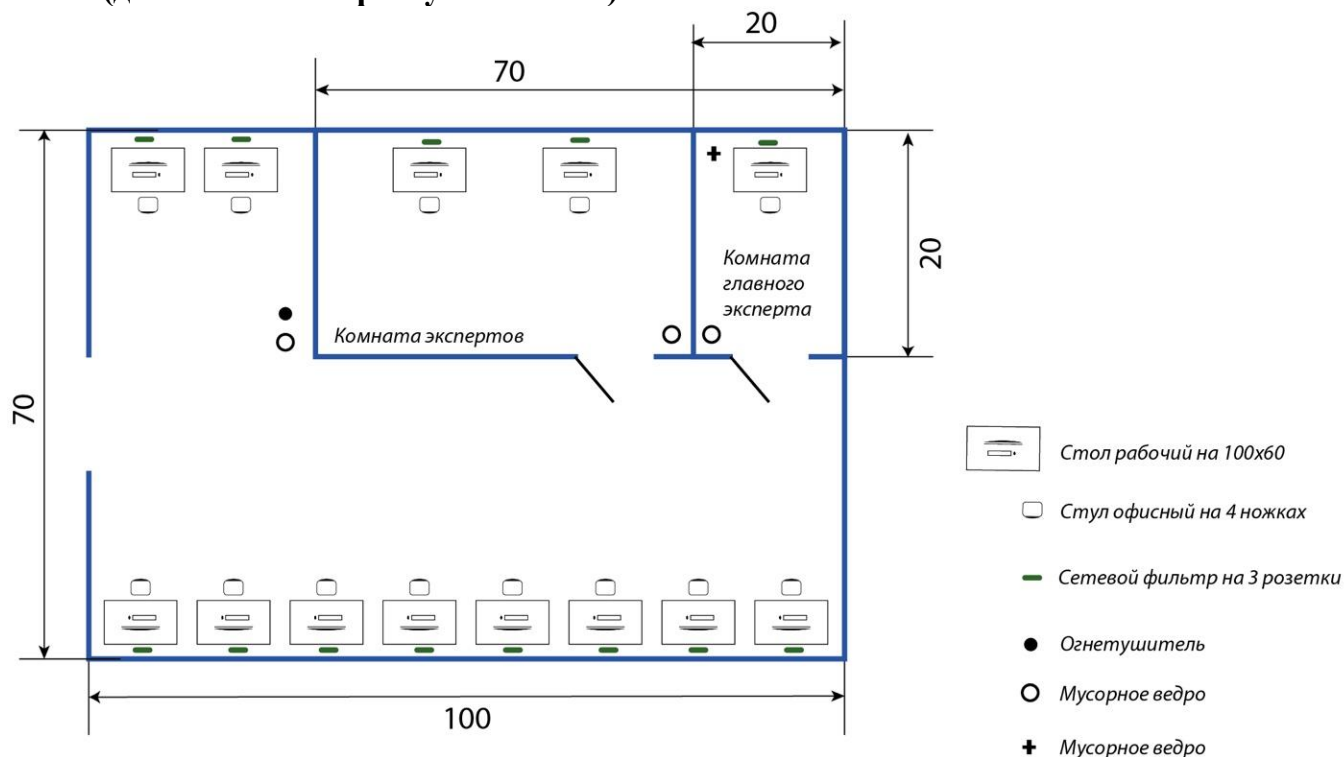 20
70
70
20
Комната
главного
эксперта
Комната экспертов
100
Стол рабочий на 100х60
Стул офисный на 4 ножках
Сетевой фильтр на 3 розетки
Огнетушитель
Мусорное ведро
Мусорное ведро